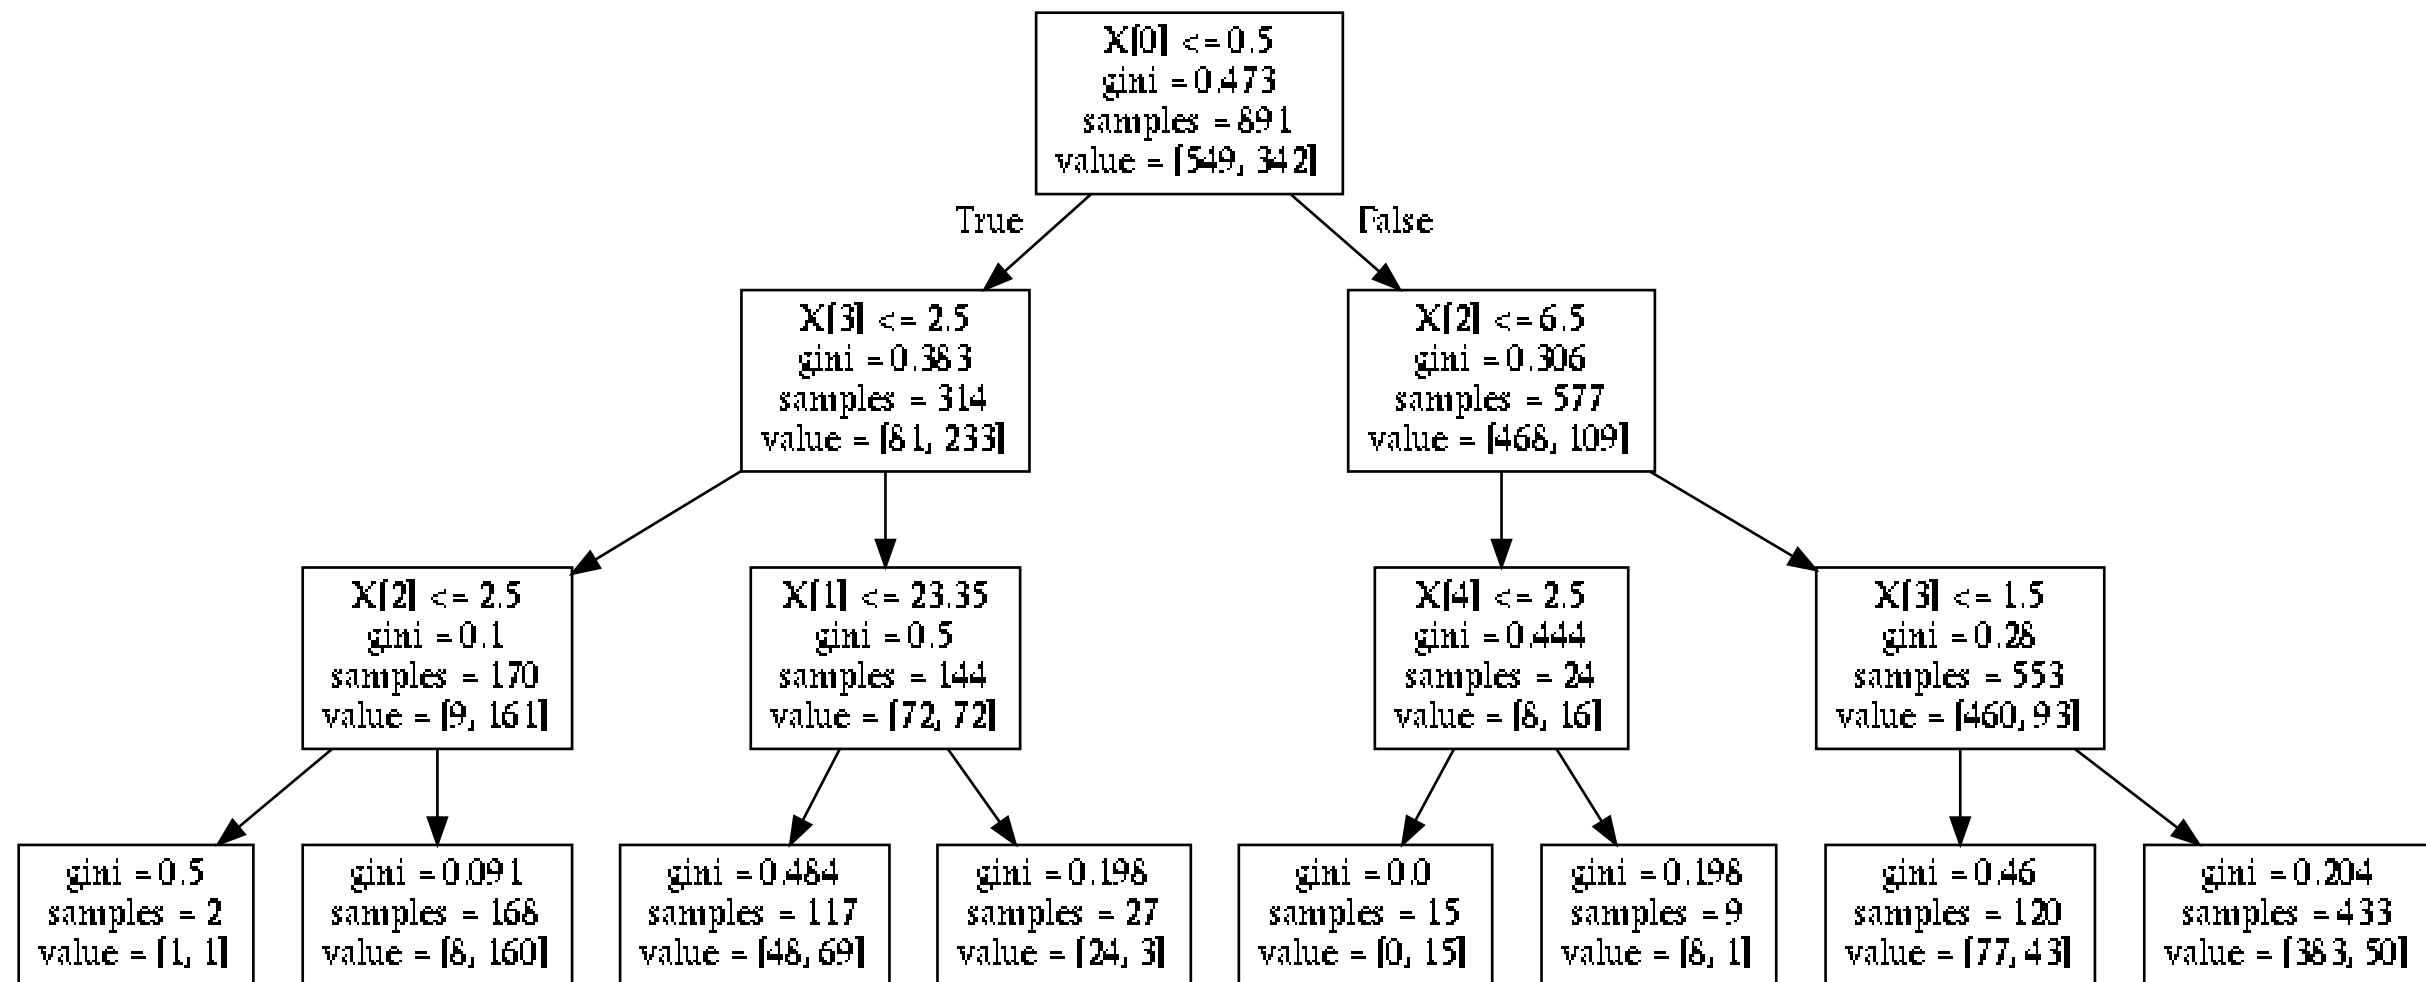 X[0] <= 0.5
gini = 0.473
samples = 891
value = [549, 342]
True
False
X[3] <= 2.5
gini = 0.383
samples = 314
value = [81, 233]
X[2] <= 6.5
gini = 0.306
samples = 577
value = [468, 109]
X[2] <= 2.5
gini = 0.1
samples = 170
value = [9, 161]
X[1] <= 23.35
gini = 0.5
samples = 144
value = [72, 72]
X[4] <= 2.5
gini = 0.444
samples = 24
value = [8, 16]
X[3] <= 1.5
gini = 0.28
samples = 553
value = [460, 93]
gini = 0.5
samples = 2
value = [1, 1]
gini = 0.091
samples = 168
value = [8, 160]
gini = 0.484
samples = 117
value = [48, 69]
gini = 0.198
samples = 27
value = [24, 3]
gini = 0.0
samples = 15
value = [0, 15]
gini = 0.198
samples = 9
value = [8, 1]
gini = 0.46
samples = 120
value = [77, 43]
gini = 0.204
samples = 433
value = [383, 50]